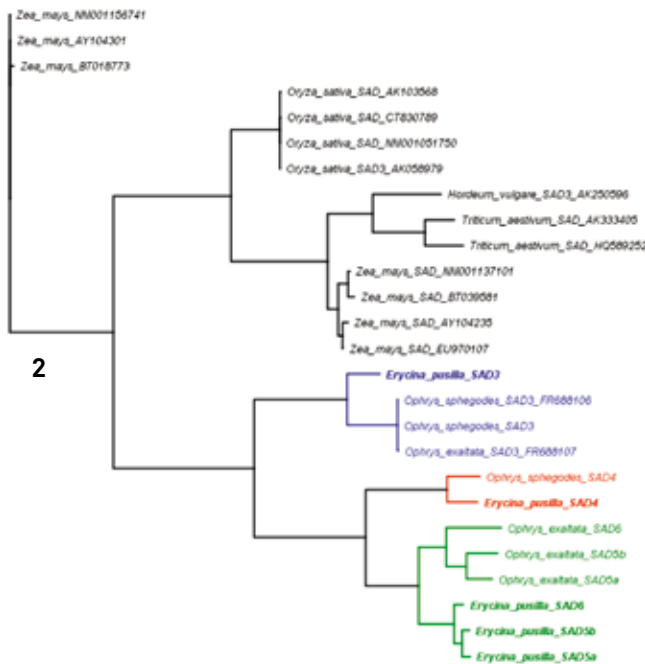 Zea_mays_NM001156741
Zea_mays_AY104301
Zea_mays_BT018773
Oryza_sativa_SAD_AK103568
Oryza_sativa_SAD_CT830789
Oryza_sativa_SAD_NM001051750
Oryza_sativa_SAD3_AK058979
Hordeum_vulgare_SAD3_AK250596
Triticum_aestivum_SAD_AK333405
Triticum_aestivum_SAD_HQ589252
Zea_mays_SAD_NM001137101
Zea_mays_SAD_BT039581
Zea_mays_SAD_AY104235
Zea_mays_SAD_EU970107
2
Erycina_pusilla_SAD3
Ophrys_sphegodes_SAD3_FR688106
Ophrys_sphegodes_SAD3
Ophrys_exaltata_SAD3_FR688107
Ophrys_sphegodes_SAD4
Erycina_pusilla_SAD4
Ophrys_exaltata_SAD6
Ophrys_exaltata_SAD5b
Ophrys_exaltata_SAD5a
Erycina_pusilla_SAD6
Erycina_pusilla_SAD5b
Erycina_pusilla_SAD5a